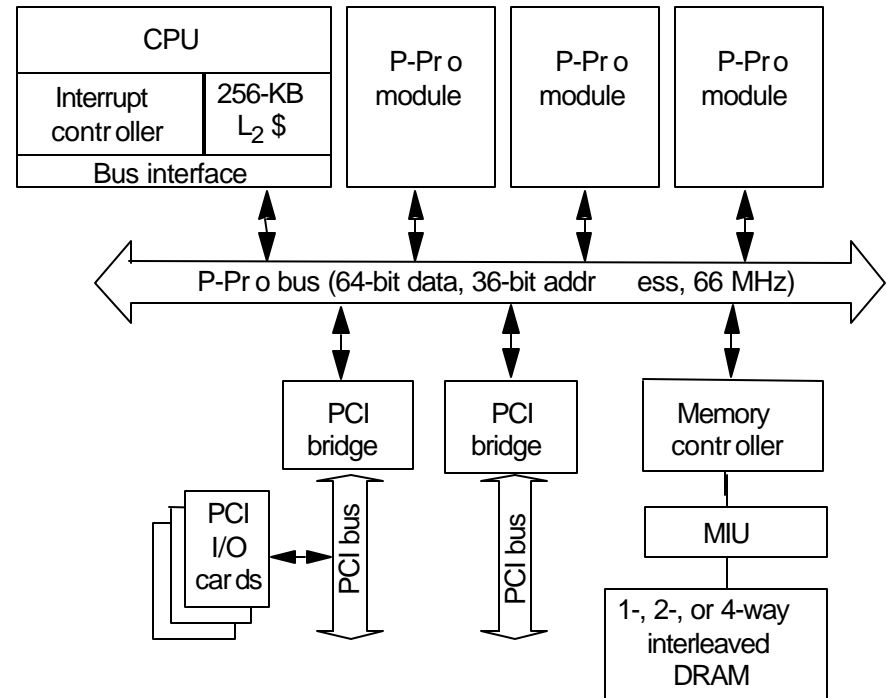 CPU
Interrupt
controller
256-KB
L2 $
Bus interface
P-Pro
module
P-Pro
module
P-Pro
module
P-Pro bus (64-bit data, 36-bit addr ess, 66 MHz)
PCI
bridge
PCI
bridge
Memory
controller
PCI
I/O
cards
PCI bus
PCI bus
MIU
1-, 2-, or 4-way
interleaved
DRAM